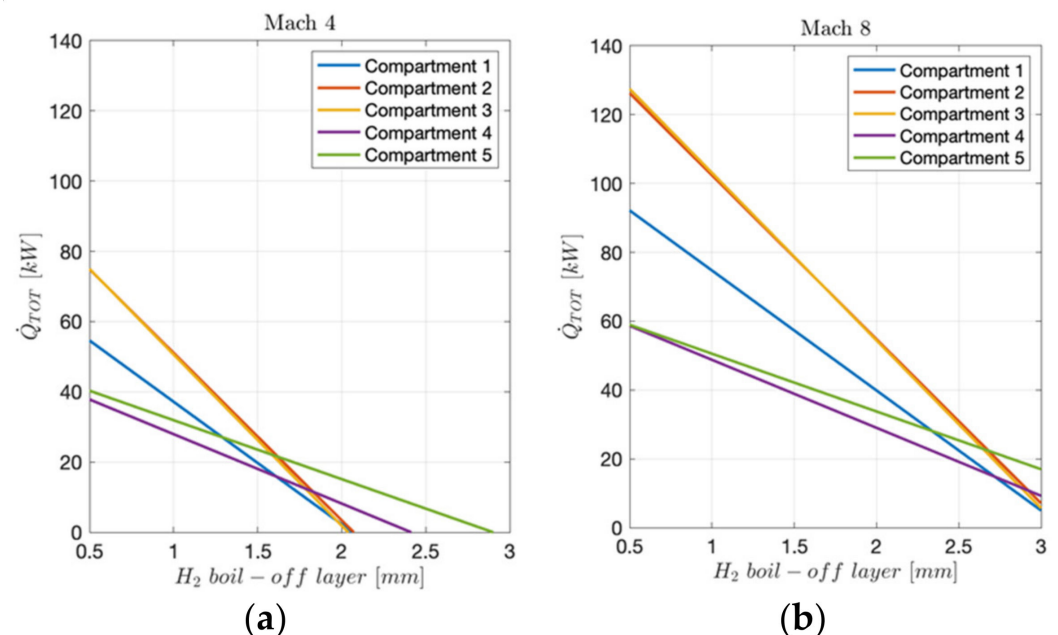 Mach 4
140
120
100
80
60
40
20
0
0.5 1 1.5 2 2.5 3
Q̇_TOT [kW]
H₂ boil − off layer [mm]
Compartment 1
Compartment 2
Compartment 3
Compartment 4
Compartment 5
(a)
Mach 8
140
120
100
80
60
40
20
0
0.5 1 1.5 2 2.5 3
Q̇_TOT [kW]
H₂ boil − off layer [mm]
Compartment 1
Compartment 2
Compartment 3
Compartment 4
Compartment 5
(b)